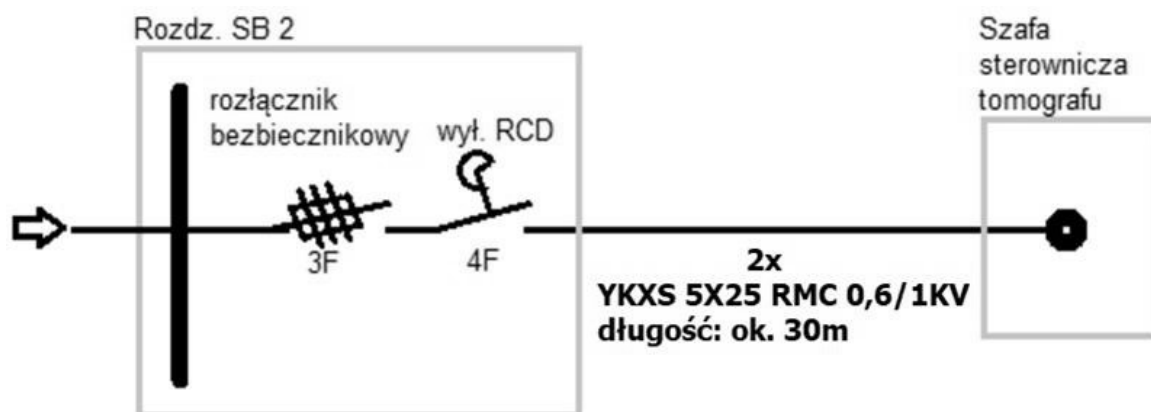 Rozdz. SB 2
rozłącznik
bezbiecznikowy
wył. RCD
3F
4F
2x
YKXS 5X25 RMC 0,6/1KV
długość: ok. 30m
Szafa
sterownicza
tomografu